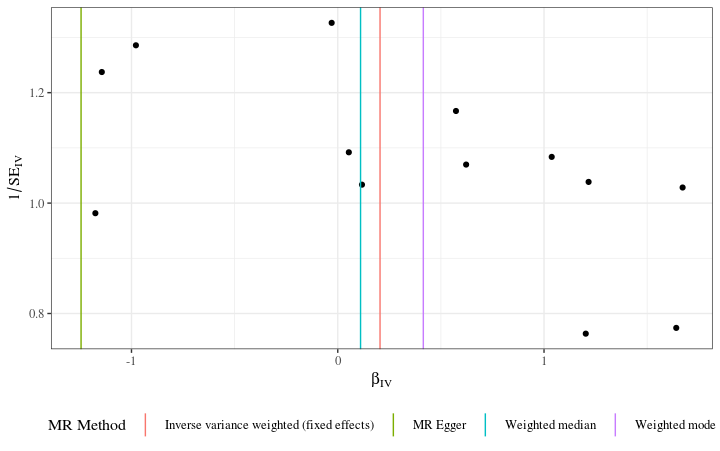 1.2
1.0
0.8
1/SE_IV
-1
0
1
β_IV
MR Method
Inverse variance weighted (fixed effects)
MR Egger
Weighted median
Weighted mode